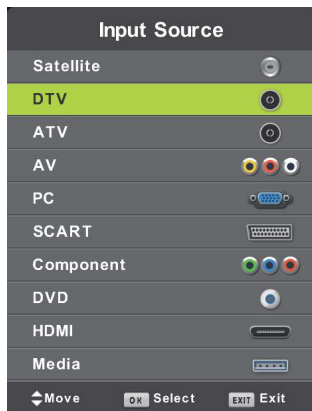 Input Source
Satellite
DTV
ATV
AV
PC
SCART
Component
DVD
HDMI
Media
Move OK Select EXIT Exit